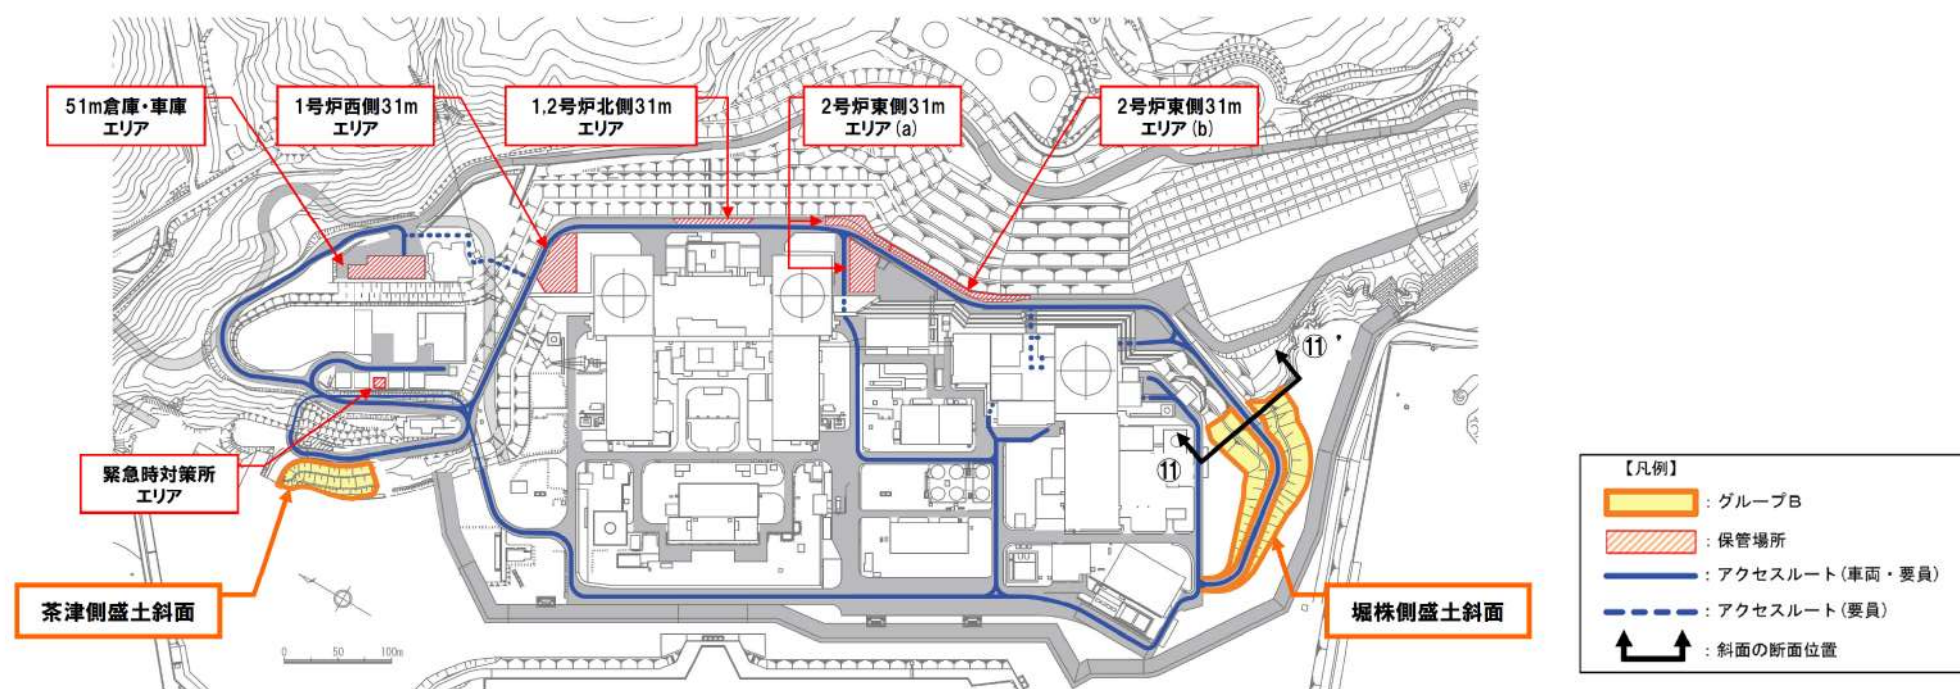 51m倉庫・車庫
エリア
1号炉西側31m
エリア
1,2号炉北側31m
エリア
2号炉東側31m
エリア(a)
2号炉東側31m
エリア(b)
緊急時対策所
エリア
茶津側盛土斜面
堀株側盛土斜面
⑪
⑪
0 50 100m
【凡例】
：グループB
：保管場所
：アクセスルート(車両・要員)
：アクセスルート(要員)
：斜面の断面位置